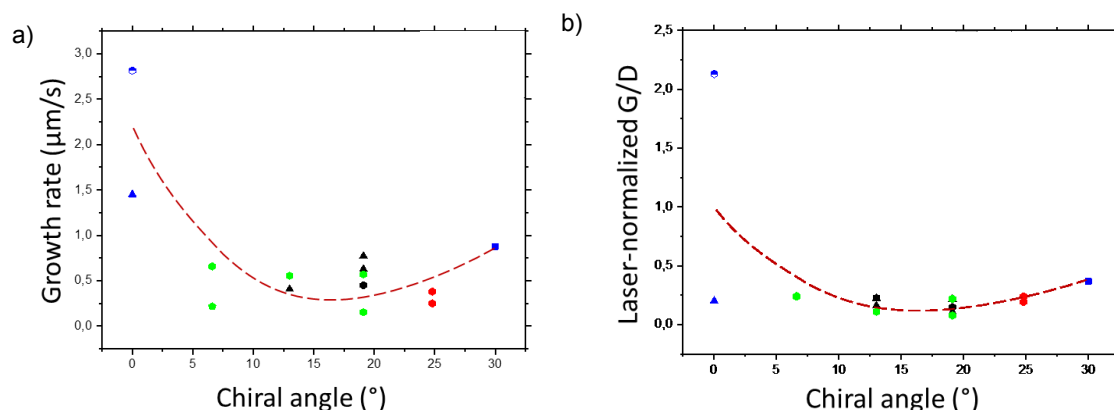 a)
Growth rate (μm/s)
3,0
2,5
2,0
1,5
1,0
0,5
0,0
0 5 10 15 20 25 30
Chiral angle (°)
b)
Laser-normalized G/D
2,5
2,0
1,5
1,0
0,5
0,0
0 5 10 15 20 25 30
Chiral angle (°)